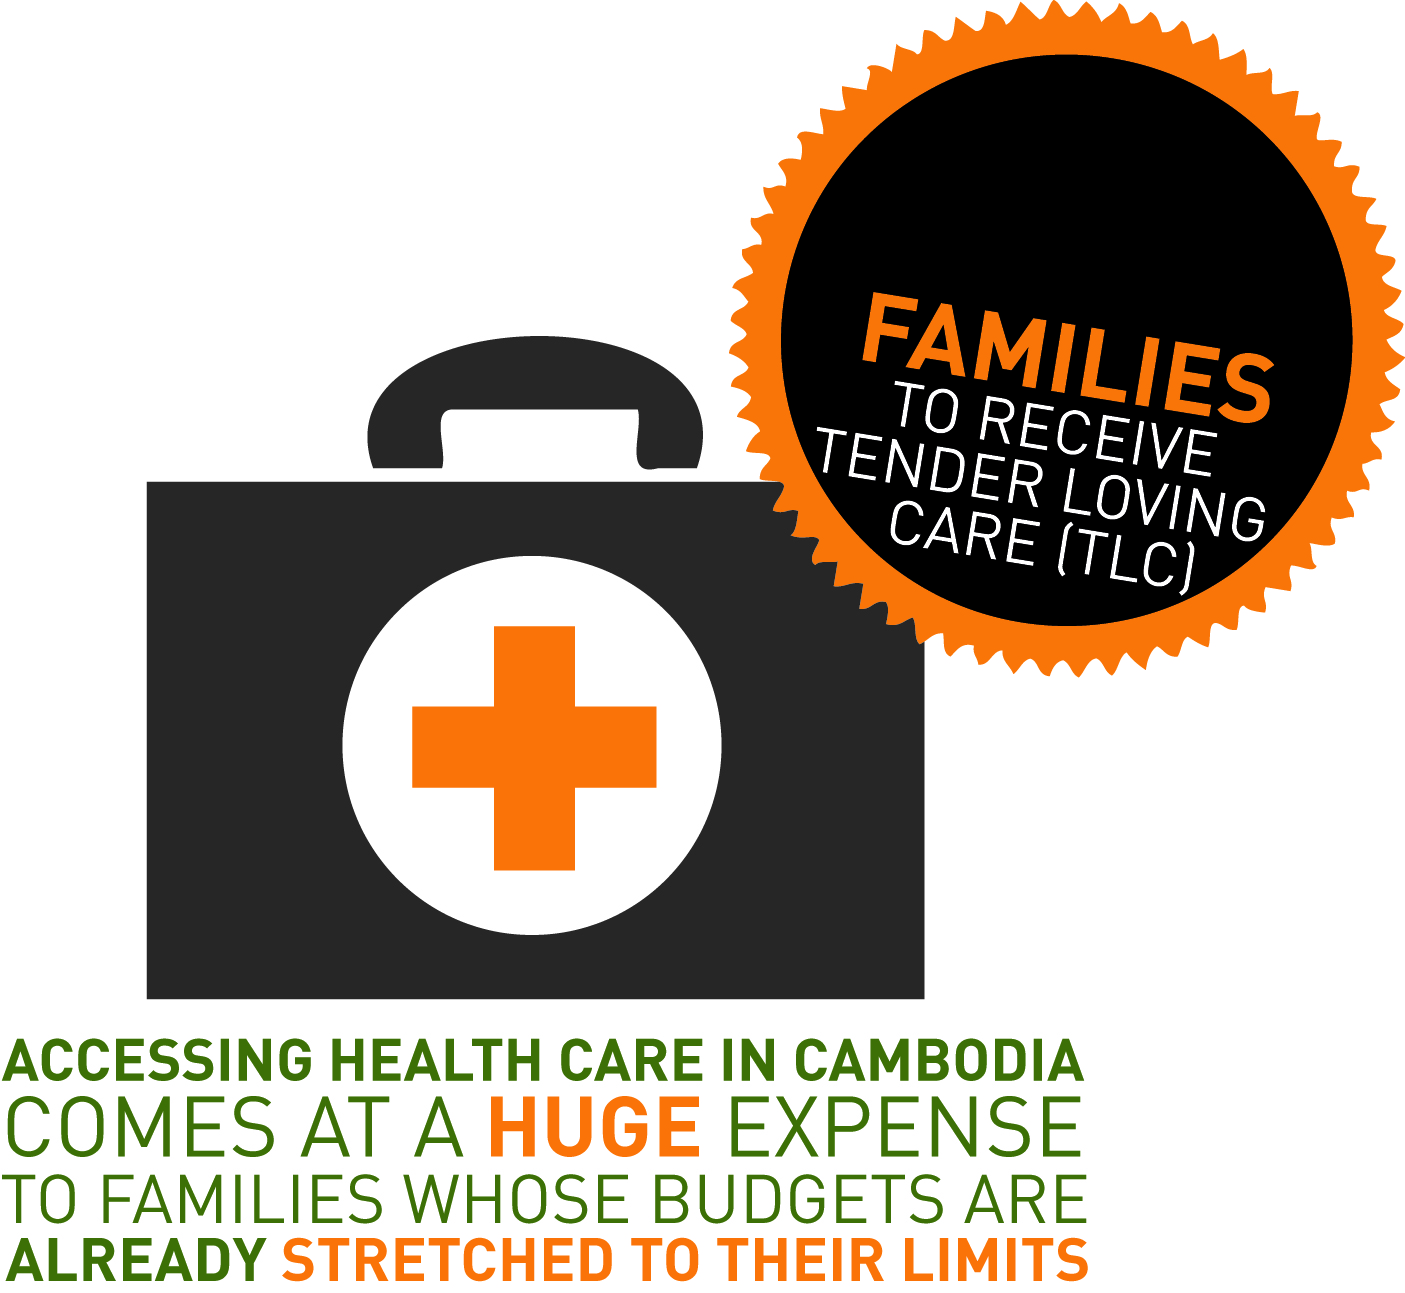 FAMILIES
TO RECEIVE
TENDER LOVING
CARE (TLC)
ACCESSING HEALTH CARE IN CAMBODIA
COMES AT A HUGE EXPENSE
TO FAMILIES WHOSE BUDGETS ARE
ALREADY STRETCHED TO THEIR LIMITS